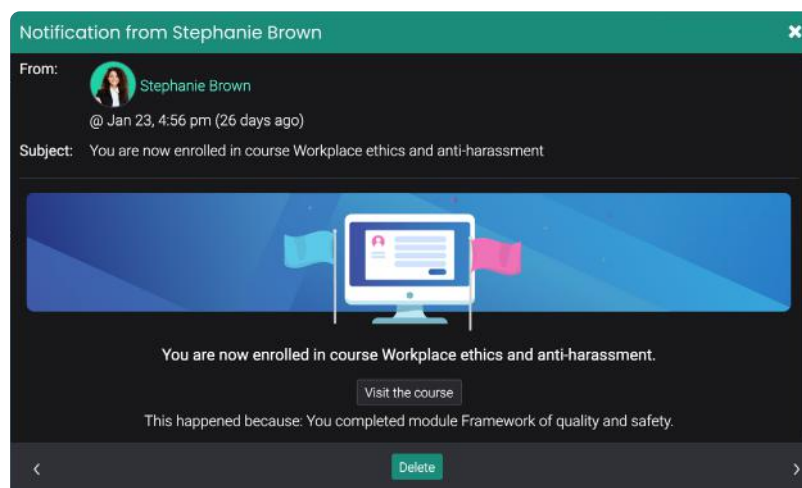 Notification from Stephanie Brown
From:
Stephanie Brown
@ Jan 23, 4:56 pm (26 days ago)
Subject: You are now enrolled in course Workplace ethics and anti-harassment
You are now enrolled in course Workplace ethics and anti-harassment.
Visit the course
This happened because: You completed module Framework of quality and safety.
Delete